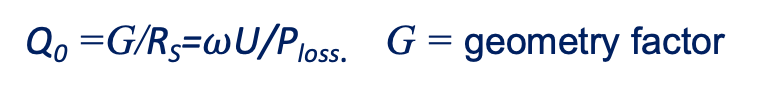 Q₀ =G/Rₛ=ωU/Pₗₒₛₛ. G = geometry factor